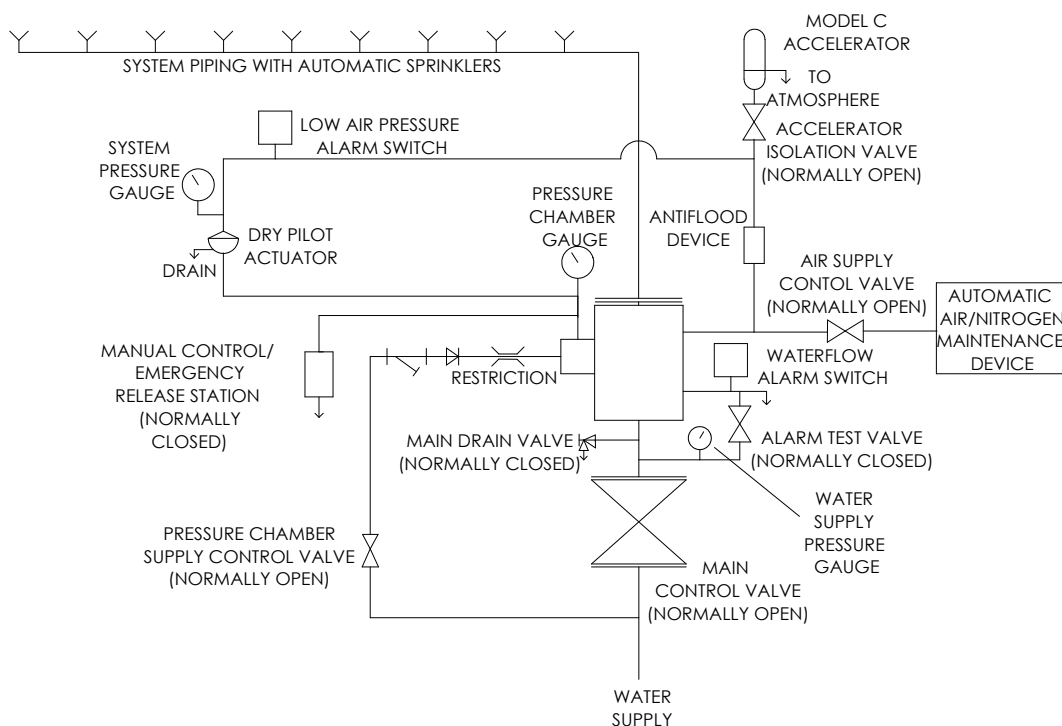 MODEL C
ACCELERATOR
SYSTEM PIPING WITH AUTOMATIC SPRINKLERS
TO
ATMOSPHERE
ACCELERATOR
ISOLATION VALVE
(NORMALLY OPEN)
LOW AIR PRESSURE
ALARM SWITCH
SYSTEM
PRESSURE
GAUGE
PRESSURE
CHAMBER
GAUGE
ANTIFLOOD
DEVICE
DRY PILOT
ACTUATOR
DRAIN
AIR SUPPLY
CONTOL VALVE
(NORMALLY OPEN)
AUTOMATIC
AIR/NITROGEN
MAINTENANCE
DEVICE
MANUAL CONTROL/
EMERGENCY
RELEASE STATION
(NORMALLY
CLOSED)
RESTRICTION
WATERFLOW
ALARM SWITCH
MAIN DRAIN VALVE
(NORMALLY CLOSED)
ALARM TEST VALVE
(NORMALLY CLOSED)
WATER
SUPPLY
PRESSURE
GAUGE
PRESSURE CHAMBER
SUPPLY CONTROL VALVE
(NORMALLY OPEN)
MAIN
CONTROL VALVE
(NORMALLY OPEN)
WATER
SUPPLY